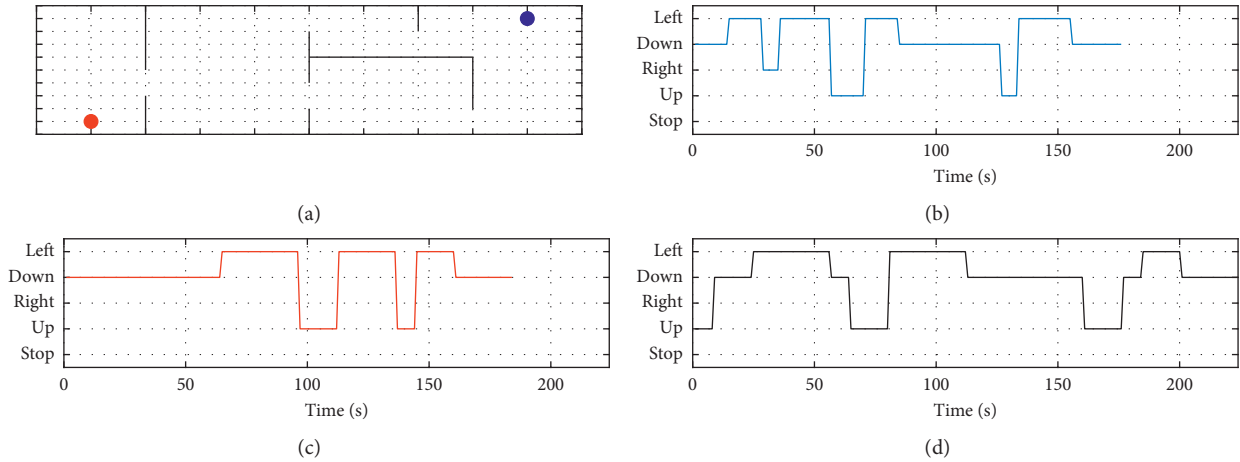 (a)
Left
Down
Right
Up
Stop
0 50 100 150 200
Time (s)
(b)
Left
Down
Right
Up
Stop
0 50 100 150 200
Time (s)
(c)
Left
Down
Right
Up
Stop
0 50 100 150 200
Time (s)
(d)